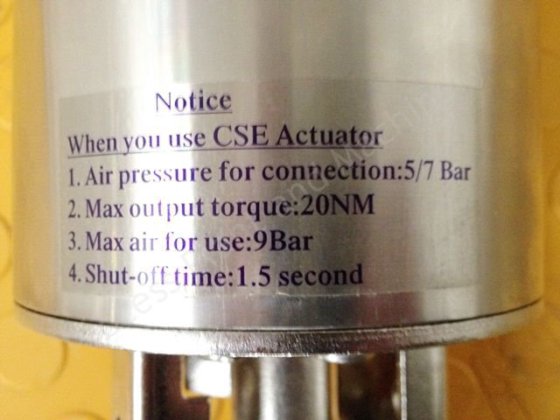 Notice
When you use CSE Actuator
1. Air pressure for connection:5/7 Bar
2. Max output torque:20NM
3. Max air for use:9Bar
4. Shut-off time:1.5 second